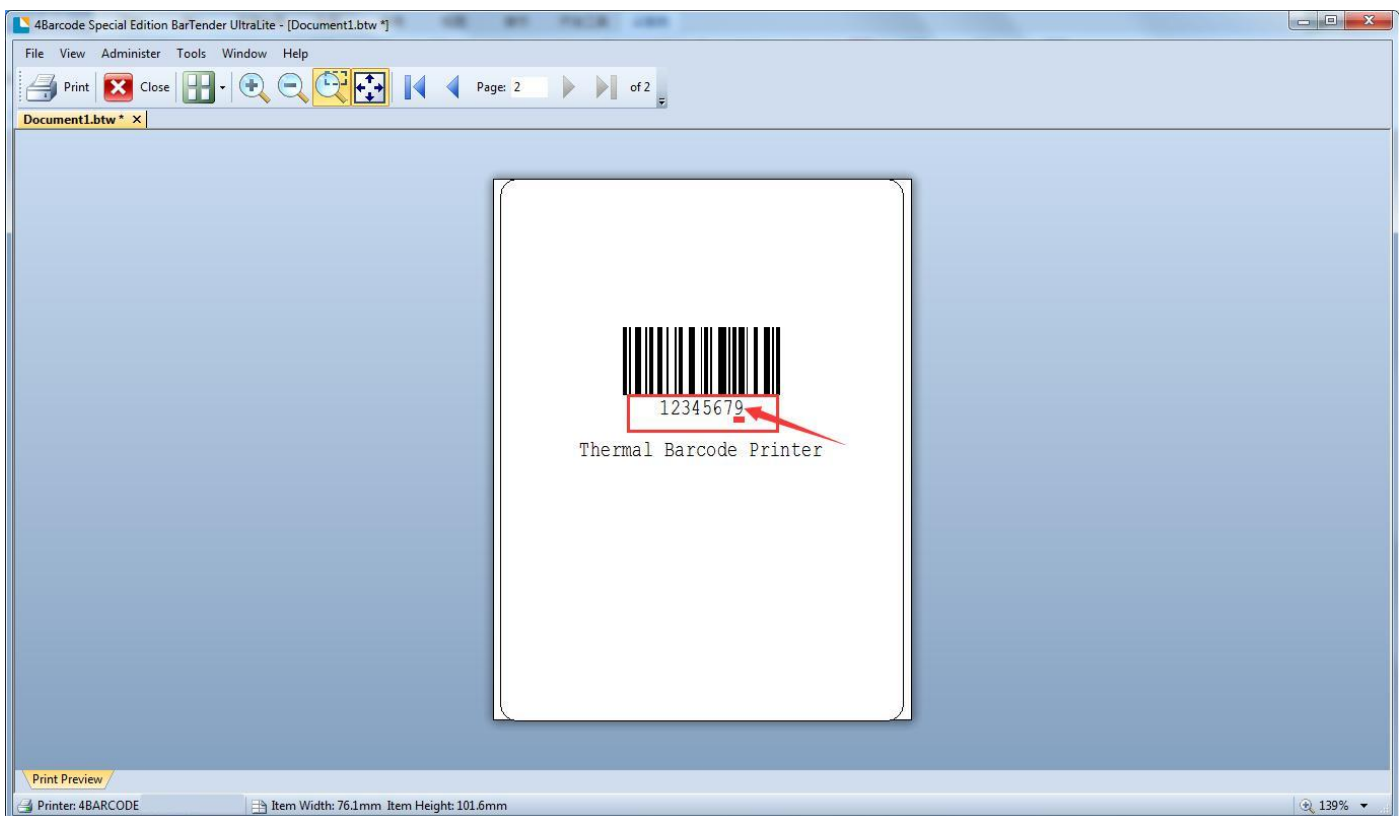 4Barcode Special Edition BarTender UltraLite - [Document1.btw *]
File View Administer Tools Window Help
Print Close Page: 2 of 2
Document1.btw * ×
12345679
Thermal Barcode Printer
Print Preview
Printer: 4BARCODE Item Width: 76.1mm Item Height: 101.6mm 139%